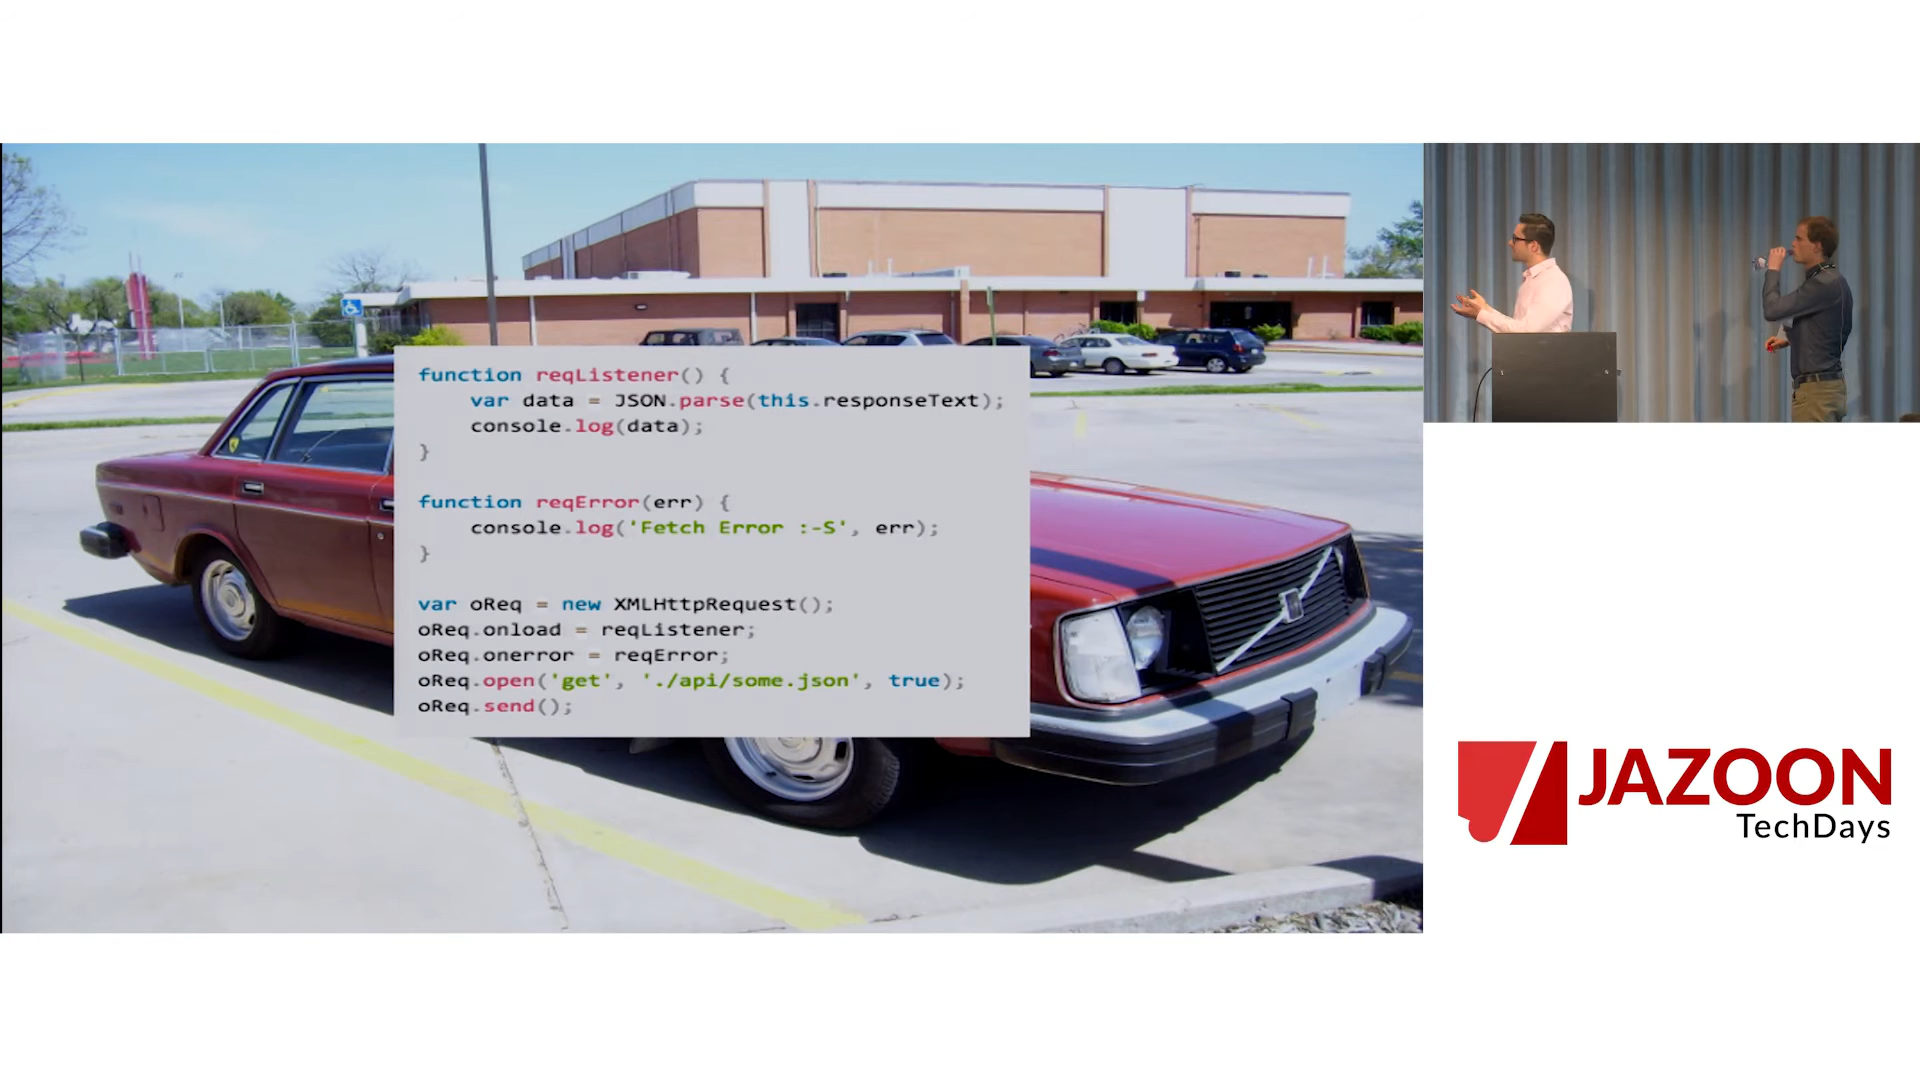 function reqListener() {
    var data = JSON.parse(this.responseText);
    console.log(data);
}
function reqError(err) {
    console.log('Fetch Error :-S', err);
}
var oReq = new XMLHttpRequest();
oReq.onload = reqListener;
oReq.onerror = reqError;
oReq.open('get', './api/some.json', true);
oReq.send();
JAZOON
TechDays